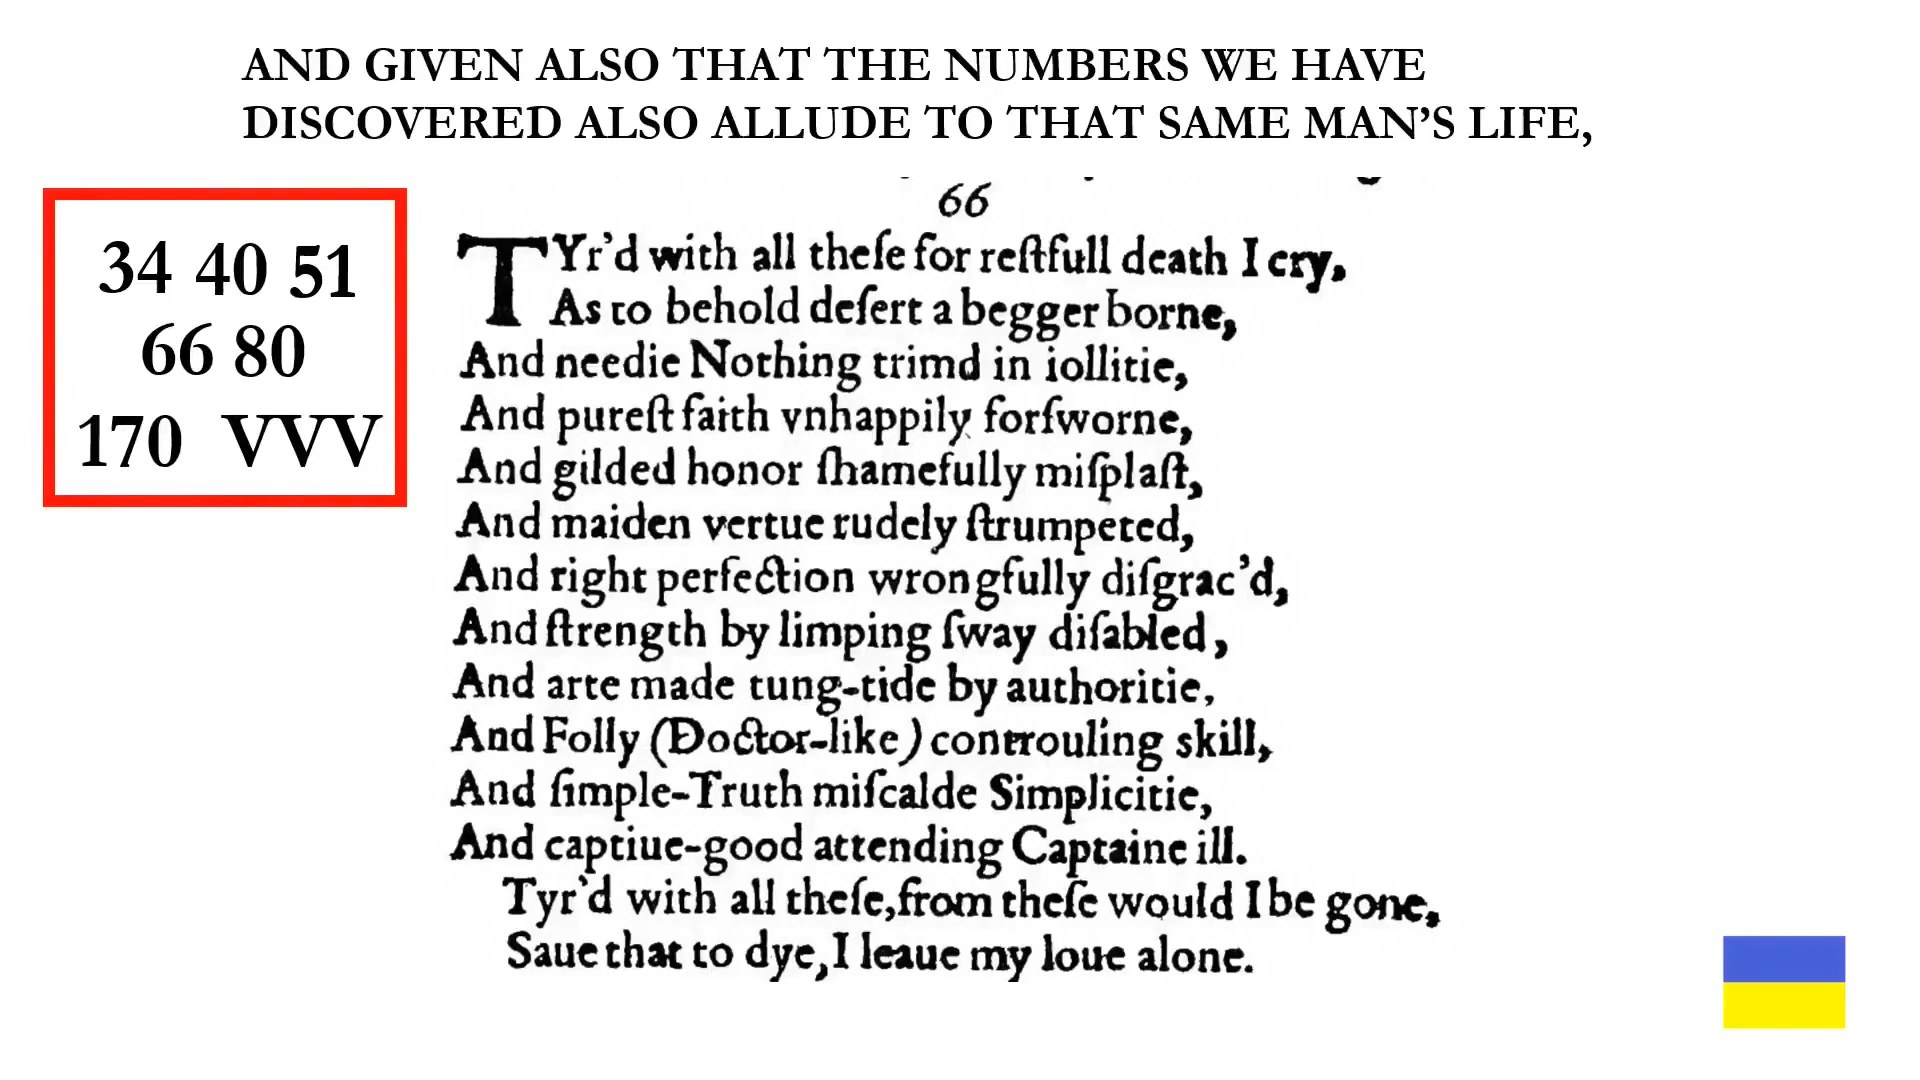 AND GIVEN ALSO THAT THE NUMBERS WE HAVE
DISCOVERED ALSO ALLUDE TO THAT SAME MAN'S LIFE,
34 40 51
66 80
170 VVV
66
TYr'd with all theſe for reſtfull death I cry,
As to behold deſert a begger borne,
And needie Nothing trimd in iollitie,
And pureſt faith vnhappily forſworne,
And gilded honor ſhamefully miſplaſt,
And maiden vertue rudely ſtrumpeted,
And right perfection wrongfully diſgrac'd,
And ſtrength by limping ſway diſabled,
And arte made tung-tide by authoritie,
And Folly (Doctor-like) controuling skill,
And ſimple-Truth miſcalde Simplicitie,
And captiue-good attending Captaine ill.
Tyr'd with all theſe, from theſe would I be gone,
Saue that to dye, I leaue my loue alone.